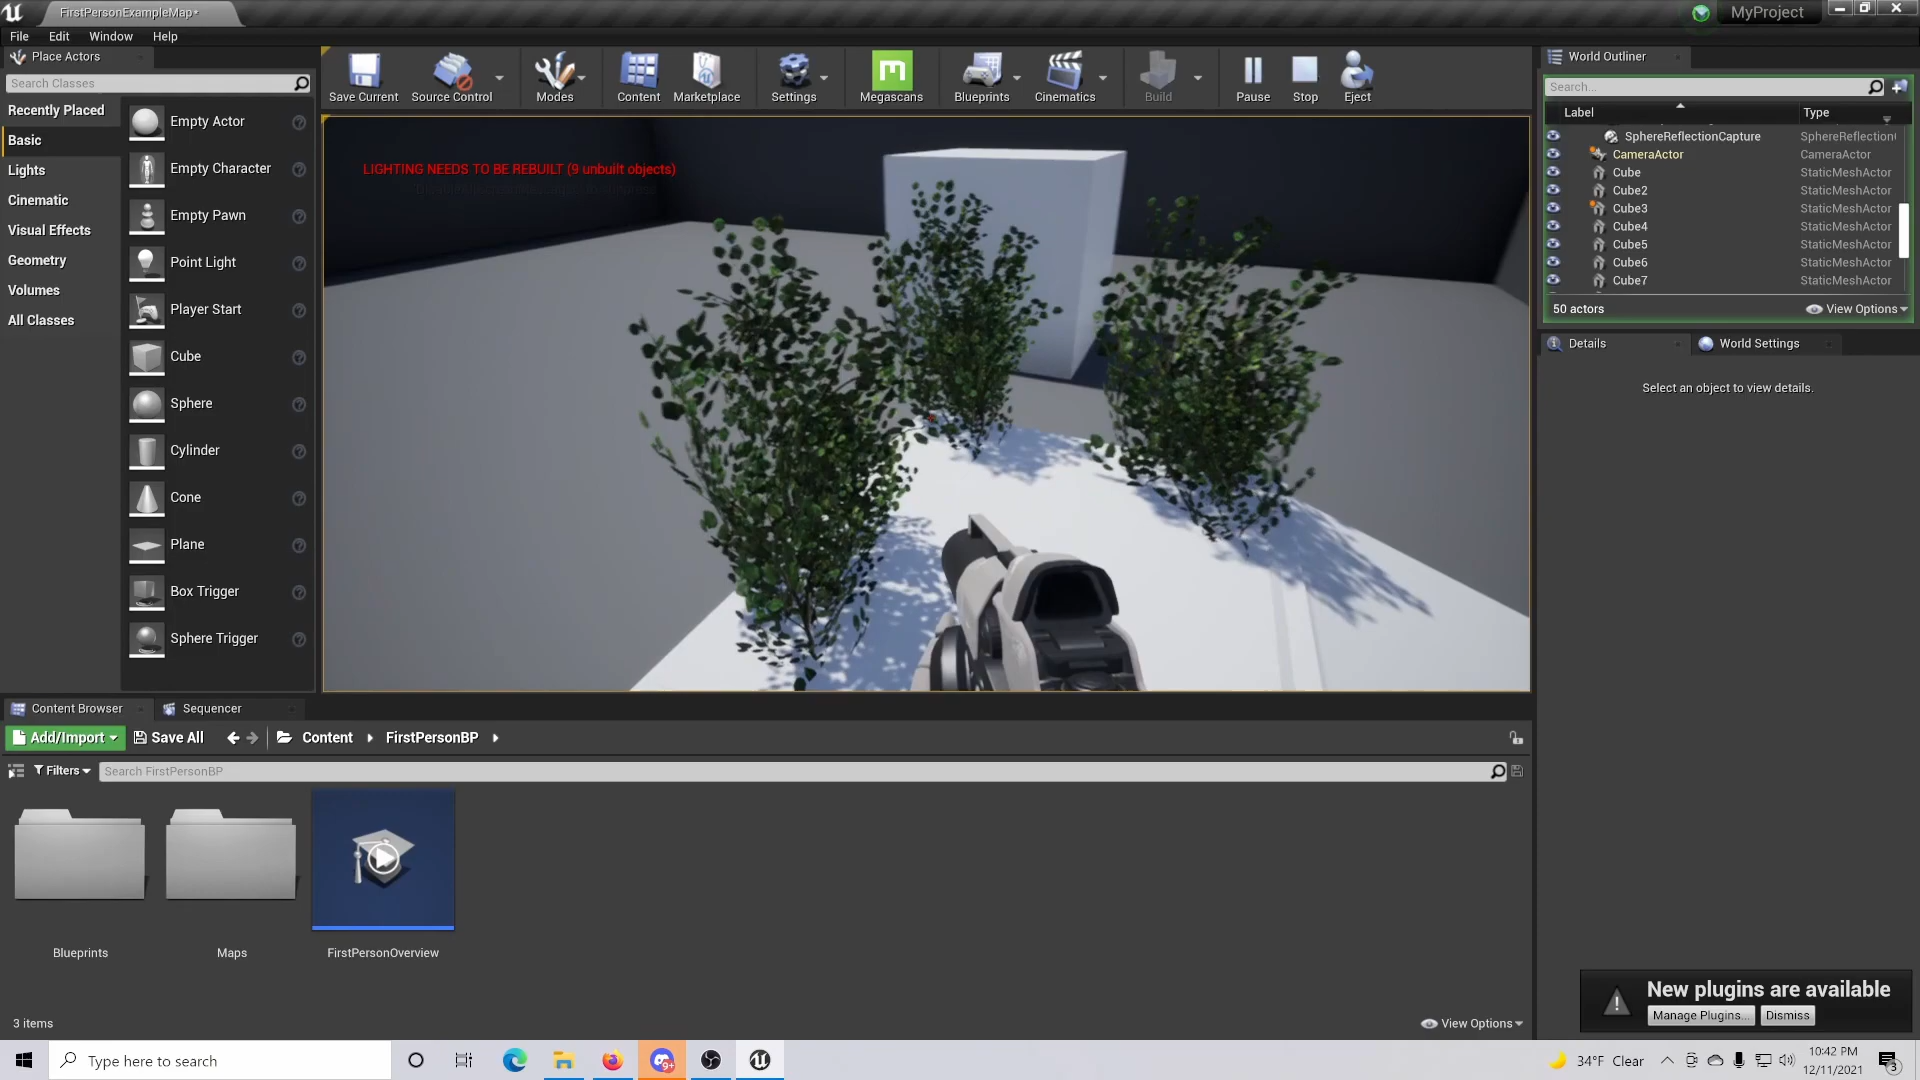 FirstPersonExampleMap*
MyProject
File Edit Window Help
Place Actors
Search Classes
Recently Placed
Basic
Lights
Cinematic
Visual Effects
Geometry
Volumes
All Classes
Empty Actor
Empty Character
Empty Pawn
Point Light
Player Start
Cube
Sphere
Cylinder
Cone
Plane
Box Trigger
Sphere Trigger
Save Current
Source Control
Modes
Content
Marketplace
Settings
Megascans
Blueprints
Cinematics
Build
Pause
Stop
Eject
LIGHTING NEEDS TO BE REBUILT (9 unbuilt objects)
World Outliner
Search...
Label Type
SphereReflectionCapture SphereReflection
CameraActor CameraActor
Cube StaticMeshActor
Cube2 StaticMeshActor
Cube3 StaticMeshActor
Cube4 StaticMeshActor
Cube5 StaticMeshActor
Cube6 StaticMeshActor
Cube7 StaticMeshActor
50 actors View Options
Details World Settings
Select an object to view details.
Content Browser Sequencer
Add/Import Save All Content FirstPersonBP
Filters Search FirstPersonBP
Blueprints
Maps
FirstPersonOverview
3 items View Options
New plugins are available
Manage Plugins... Dismiss
Type here to search
9+
34°F Clear
10:42 PM
12/11/2021
3